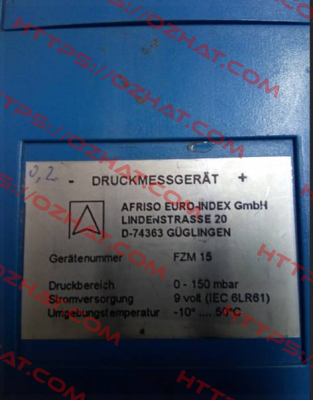 HTTPS://OZHAT.COM
0,2
- DRUCKMESSGERÄT +
AFRISO EURO-INDEX GmbH
LINDENSTRASSE 20
D-74363 GÜGLINGEN
Gerätenummer FZM 15
Druckbereich 0 - 150 mbar
Stromversorgung 9 volt (IEC 6LR61)
Umgebungstemperatur -10° ..... 50°C